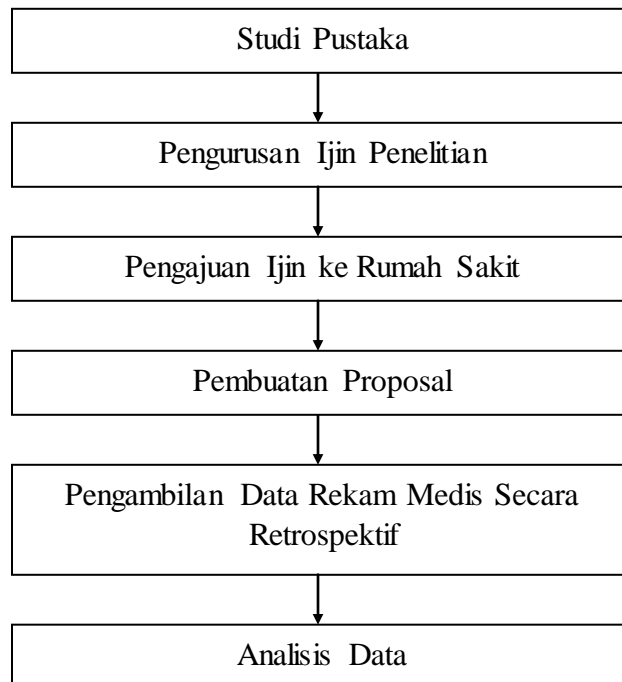 Studi Pustaka
Pengurusan Ijin Penelitian
Pengajuan Ijin ke Rumah Sakit
Pembuatan Proposal
Pengambilan Data Rekam Medis Secara
Retrospektif
Analisis Data